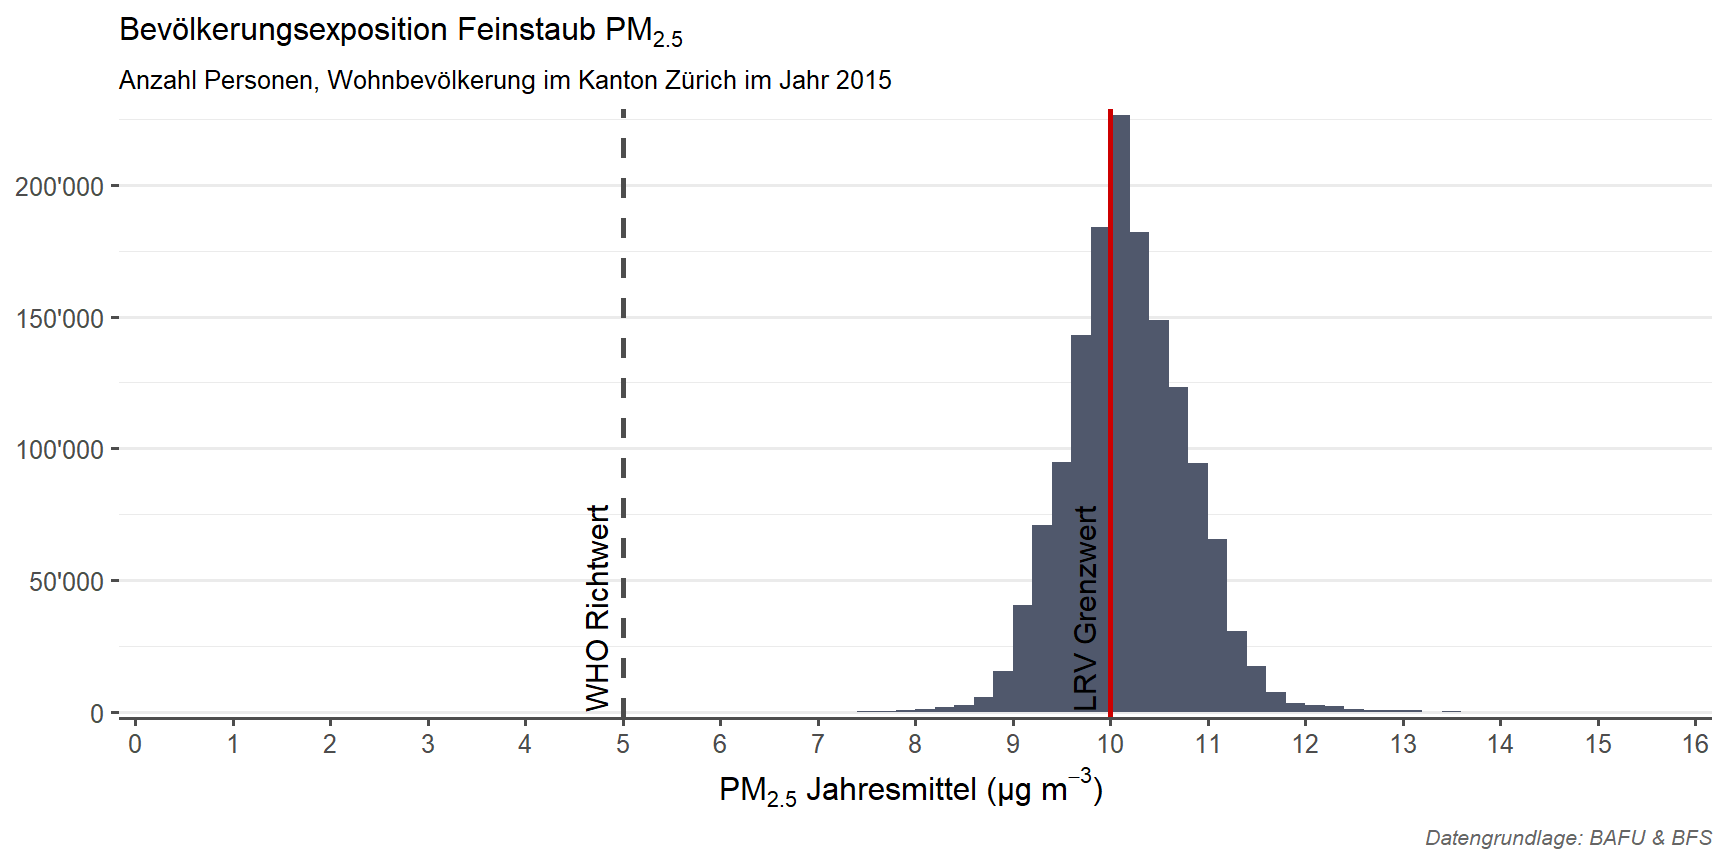 Bevölkerungsexposition Feinstaub PM2.5
Anzahl Personen, Wohnbevölkerung im Kanton Zürich im Jahr 2015
200'000
150'000
100'000
50'000
0
WHO Richtwert
LRV Grenzwert
0 1 2 3 4 5 6 7 8 9 10 11 12 13 14 15 16
PM2.5 Jahresmittel (µg m−3)
Datengrundlage: BAFU & BFS